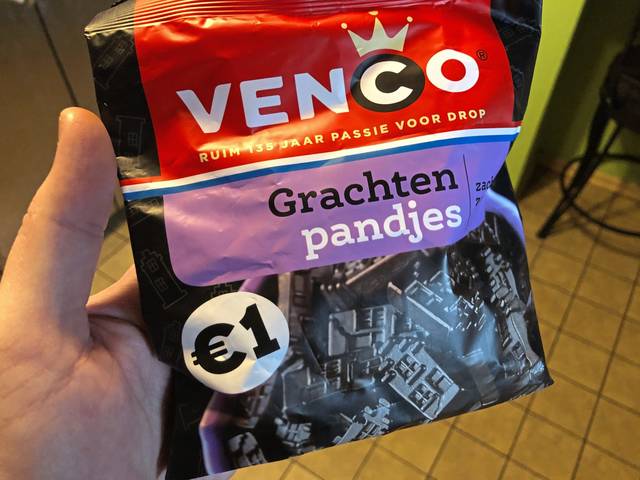 VENCO®
RUIM 135 JAAR PASSIE VOOR DROP
Grachten
pandjes
€1